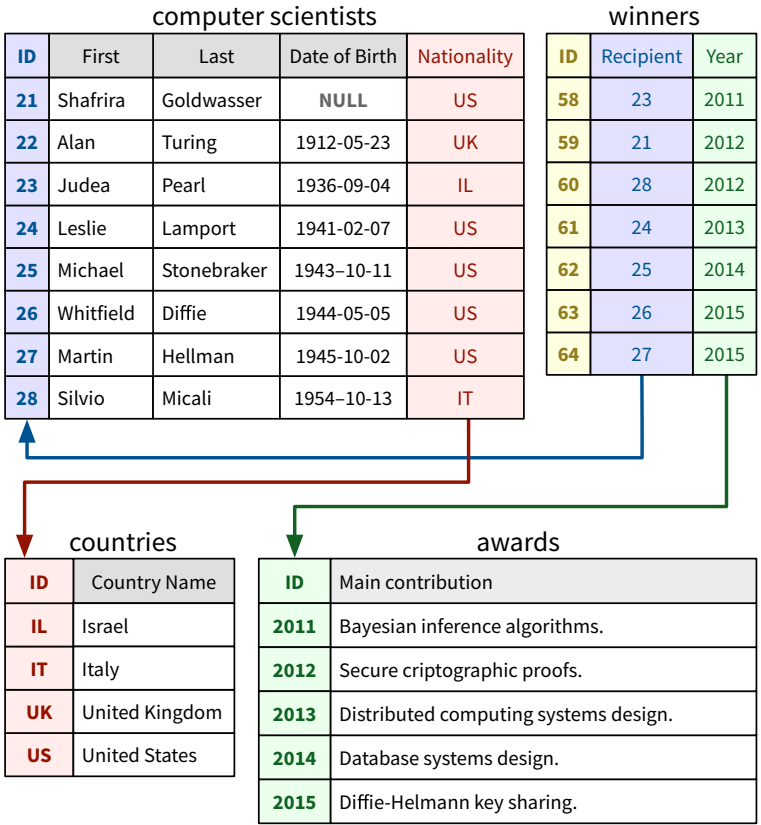 computer scientists
ID First Last Date of Birth Nationality
21 Shafrira Goldwasser NULL US
22 Alan Turing 1912-05-23 UK
23 Judea Pearl 1936-09-04 IL
24 Leslie Lamport 1941-02-07 US
25 Michael Stonebraker 1943–10-11 US
26 Whitfield Diffie 1944-05-05 US
27 Martin Hellman 1945-10-02 US
28 Silvio Micali 1954–10-13 IT
winners
ID Recipient Year
58 23 2011
59 21 2012
60 28 2012
61 24 2013
62 25 2014
63 26 2015
64 27 2015
countries
ID Country Name
IL Israel
IT Italy
UK United Kingdom
US United States
awards
ID Main contribution
2011 Bayesian inference algorithms.
2012 Secure criptographic proofs.
2013 Distributed computing systems design.
2014 Database systems design.
2015 Diffie-Helmann key sharing.